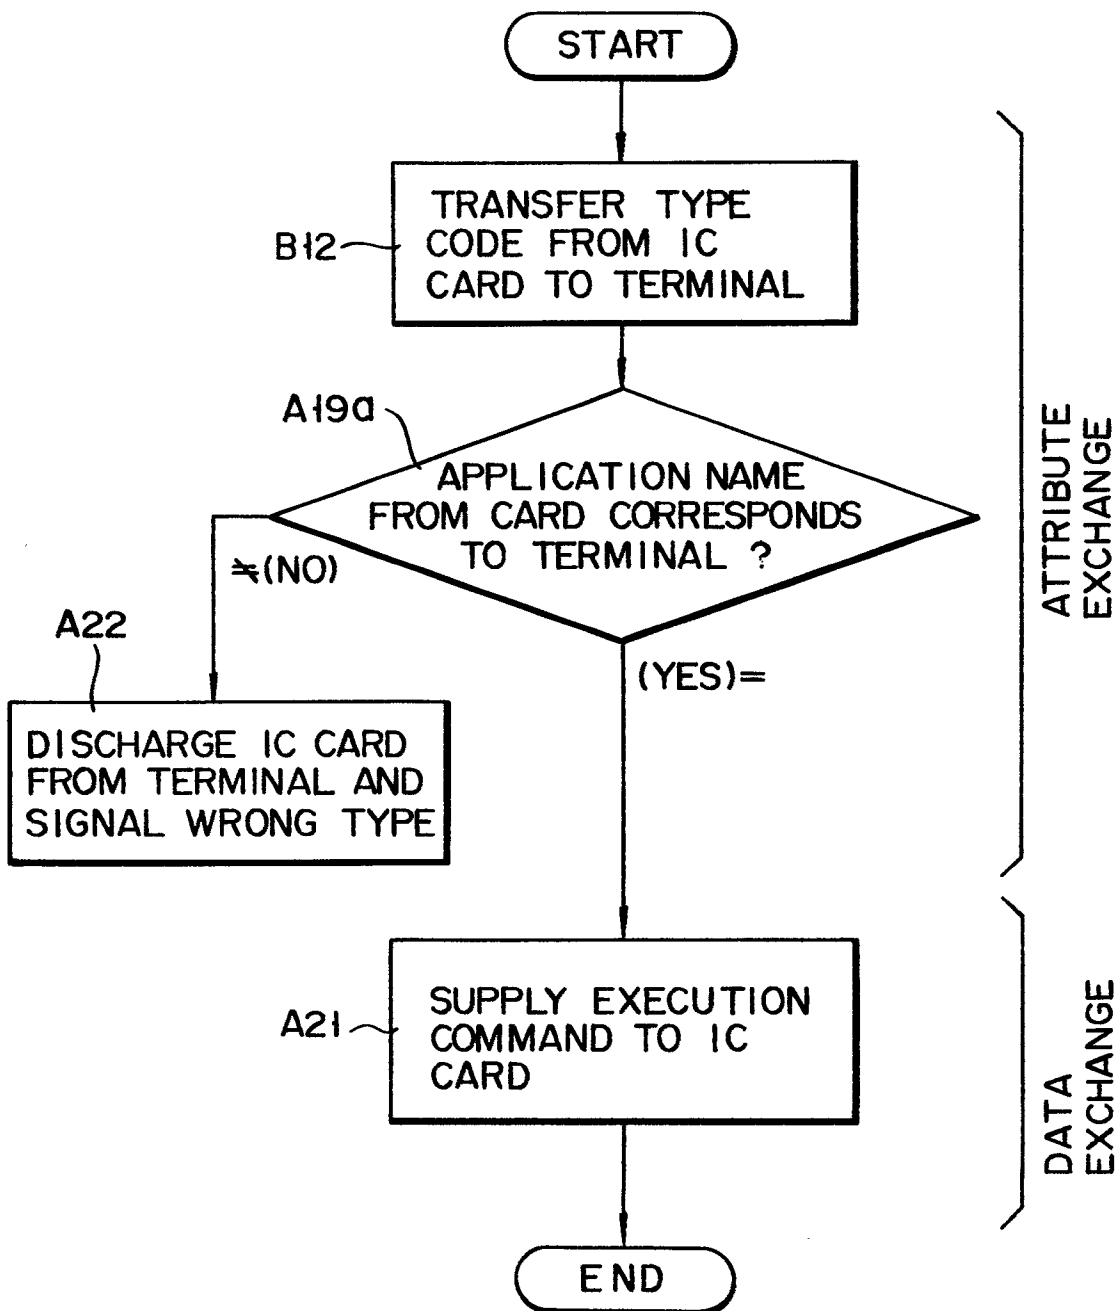 START
TRANSFER TYPE
CODE FROM IC
CARD TO TERMINAL
B12
A19a
APPLICATION NAME
FROM CARD CORRESPONDS
TO TERMINAL ?
≠(NO)
A22
(YES)=
DISCHARGE IC CARD
FROM TERMINAL AND
SIGNAL WRONG TYPE
ATTRIBUTE
EXCHANGE
SUPPLY EXECUTION
COMMAND TO IC
CARD
A21
DATA
EXCHANGE
END